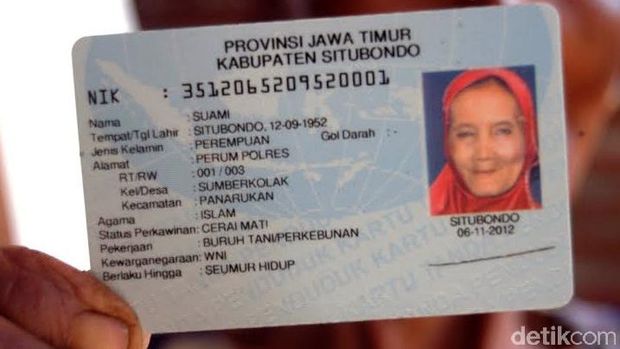 PROVINSI JAWA TIMUR
KABUPATEN SITUBONDO
NIK : 3512065209520001
Nama : SUAMI
Tempat/Tgl Lahir : SITUBONDO, 12-09-1952
Jenis Kelamin : PEREMPUAN Gol Darah :
Alamat : PERUM POLRES
RT/RW : 001 / 003
Kel/Desa : SUMBERKOLAK
Kecamatan : PANARUKAN
Agama : ISLAM
Status Perkawinan: CERAI MATI
Pekerjaan : BURUH TANI/PERKEBUNAN
Kewarganegaraan: WNI
Berlaku Hingga : SEUMUR HIDUP
SITUBONDO
06-11-2012
detikcom